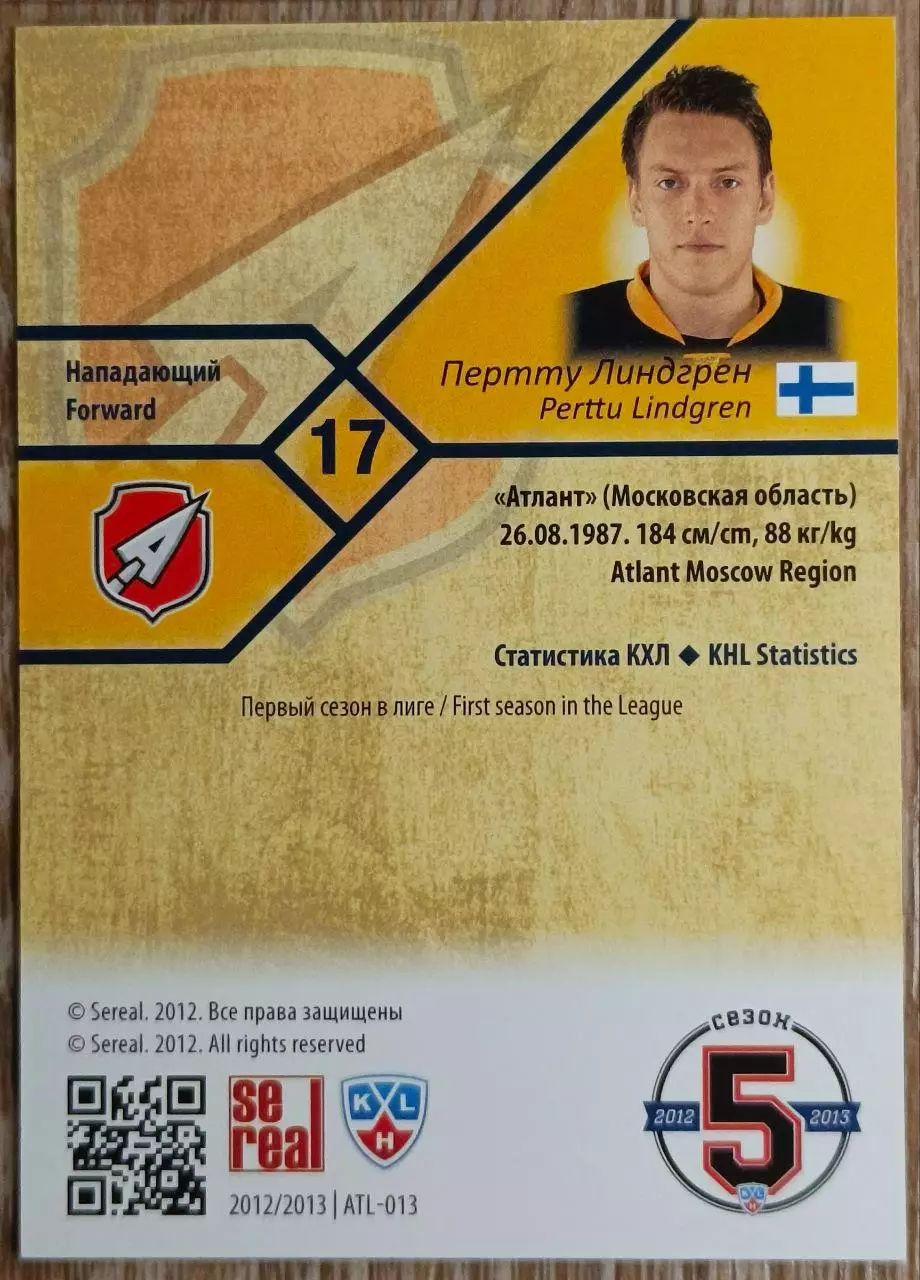 Нападающий
Forward
17
Пертту Линдгрен
Perttu Lindgren
A
«Атлант» (Московская область)
26.08.1987. 184 см/cm, 88 кг/kg
Atlant Moscow Region
Статистика КХЛ ◆ KHL Statistics
Первый сезон в лиге / First season in the League
© Sereal. 2012. Все права защищены
© Sereal. 2012. All rights reserved
se
real
KXL
H
2012/2013 | ATL-013
сезон
2012 5 2013
KXL
H